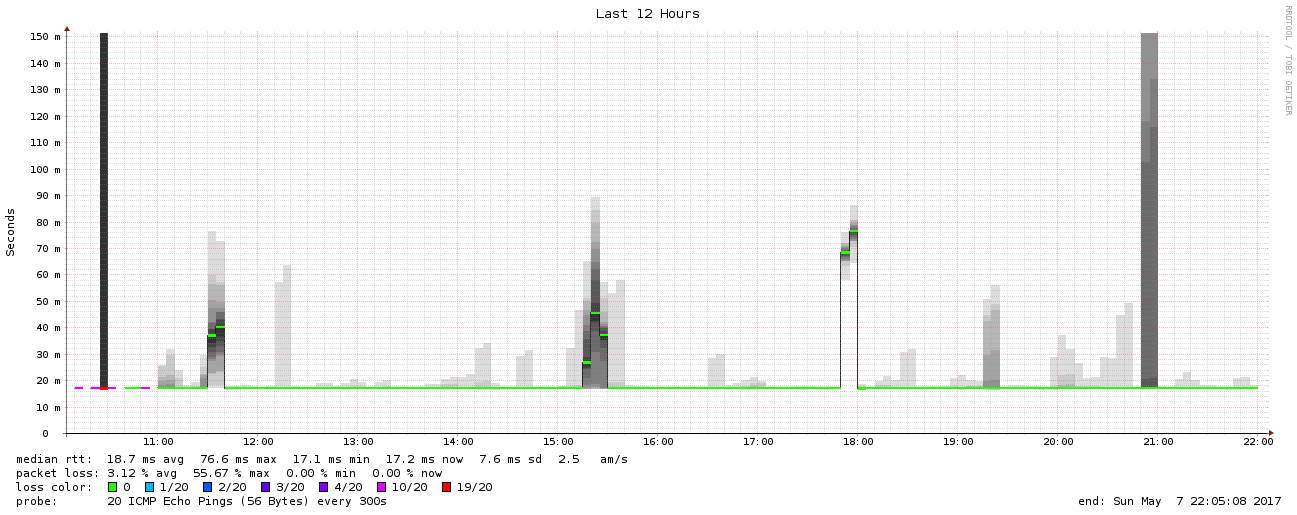 Last 12 Hours
RRDTOOL / TOBI OETIKER
Seconds
150 m
140 m
130 m
120 m
110 m
100 m
90 m
80 m
70 m
60 m
50 m
40 m
30 m
20 m
10 m
0
11:00 12:00 13:00 14:00 15:00 16:00 17:00 18:00 19:00 20:00 21:00 22:00
median rtt: 18.7 ms avg 76.6 ms max 17.1 ms min 17.2 ms now 7.6 ms sd 2.5 am/s
packet loss: 3.12 % avg 55.67 % max 0.00 % min 0.00 % now
loss color: 0 1/20 2/20 3/20 4/20 10/20 19/20
probe: 20 ICMP Echo Pings (56 Bytes) every 300s end: Sun May 7 22:05:08 2017